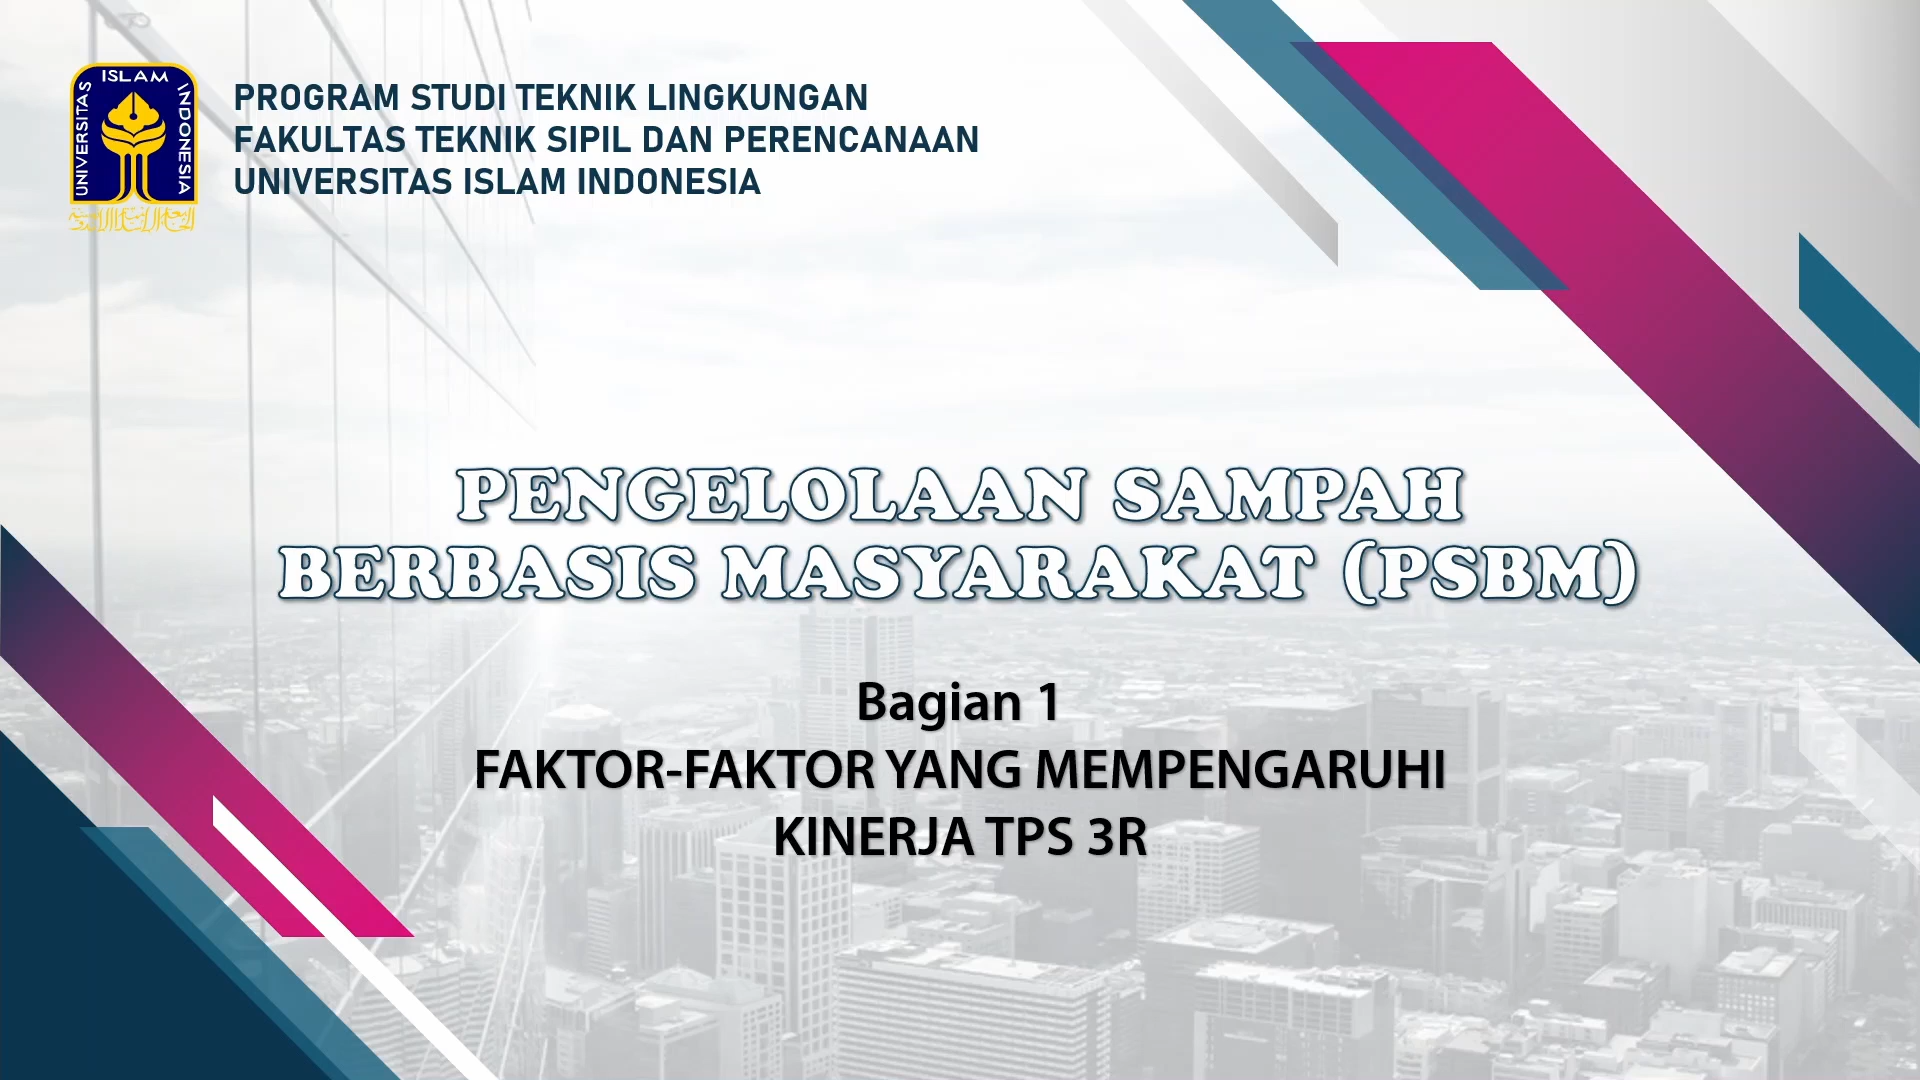 UNIVERSITAS ISLAM INDONESIA
PROGRAM STUDI TEKNIK LINGKUNGAN
FAKULTAS TEKNIK SIPIL DAN PERENCANAAN
UNIVERSITAS ISLAM INDONESIA
PENGELOLAAN SAMPAH
BERBASIS MASYARAKAT (PSBM)
Bagian 1
FAKTOR-FAKTOR YANG MEMPENGARUHI
KINERJA TPS 3R